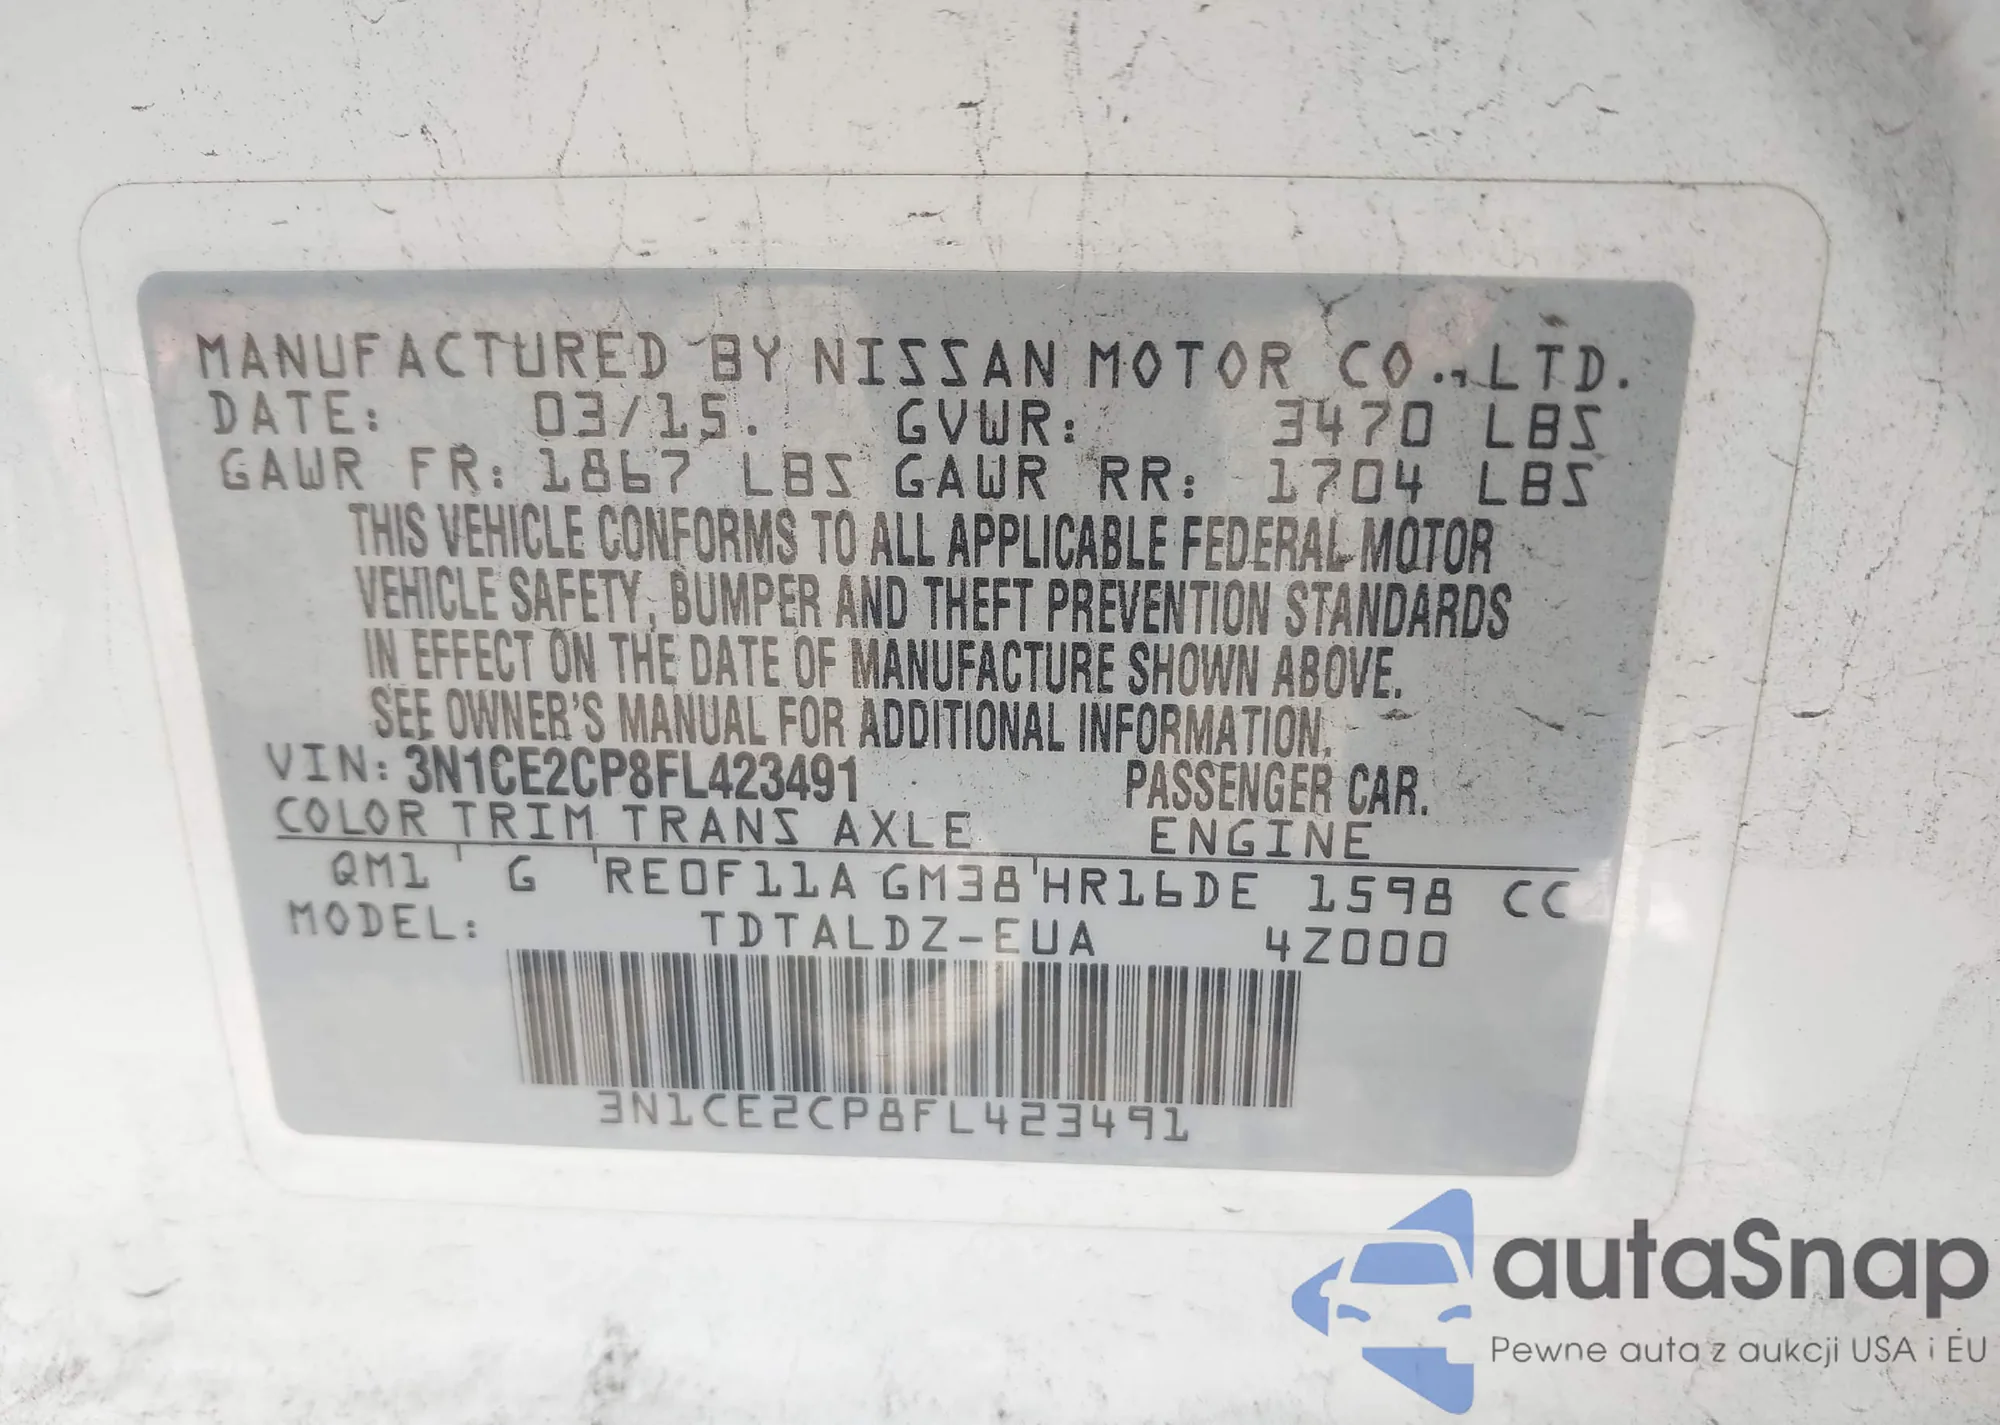 MANUFACTURED BY NISSAN MOTOR CO., LTD.
DATE: 03/15. GVWR: 3470 LBS
GAWR FR: 1867 LBS GAWR RR: 1704 LBS
THIS VEHICLE CONFORMS TO ALL APPLICABLE FEDERAL MOTOR
VEHICLE SAFETY, BUMPER AND THEFT PREVENTION STANDARDS
IN EFFECT ON THE DATE OF MANUFACTURE SHOWN ABOVE.
SEE OWNER'S MANUAL FOR ADDITIONAL INFORMATION.
VIN: 3N1CE2CP8FL423491 PASSENGER CAR.
COLOR TRIM TRANS AXLE ENGINE
QM1 G RE0F11A GM38 HR16DE 1598 CC
MODEL: TDTALDZ-EUA 4Z000
3N1CE2CP8FL423491
autaSnap
Pewne auta z aukcji USA i EU